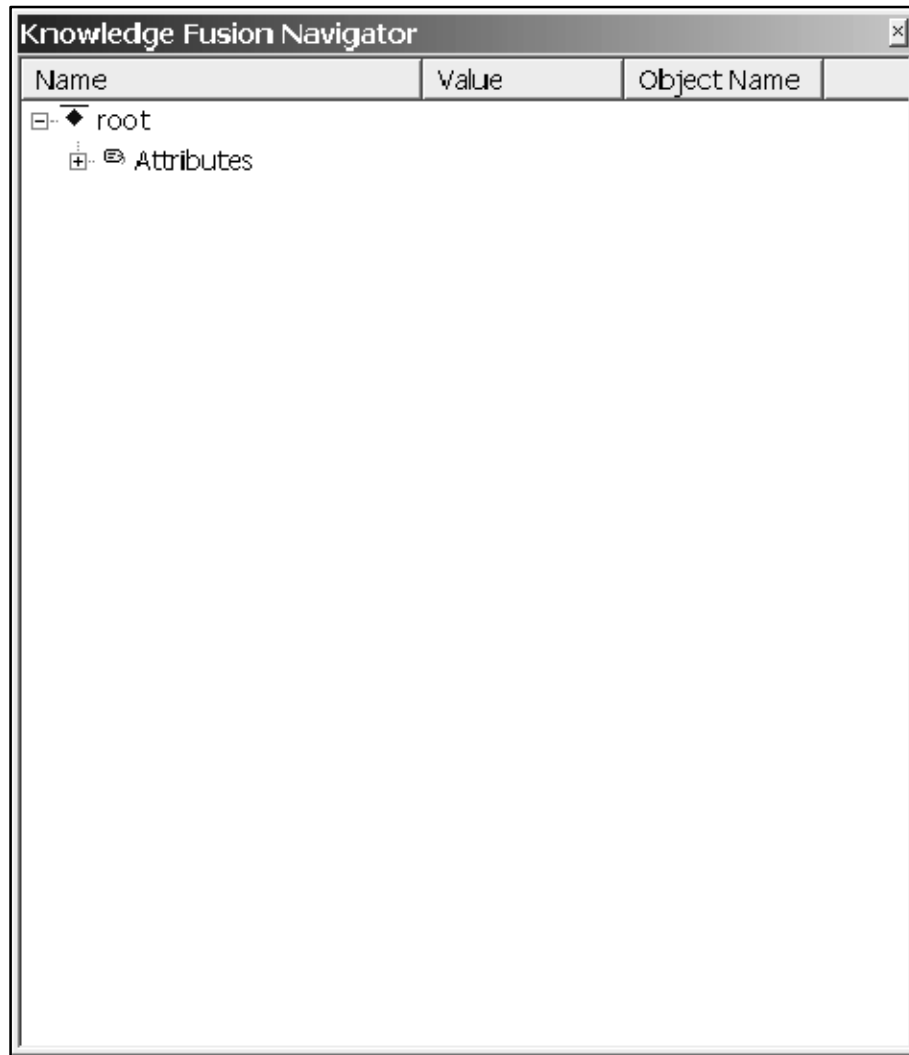 Knowledge Fusion Navigator
Name Value Object Name
root
Attributes